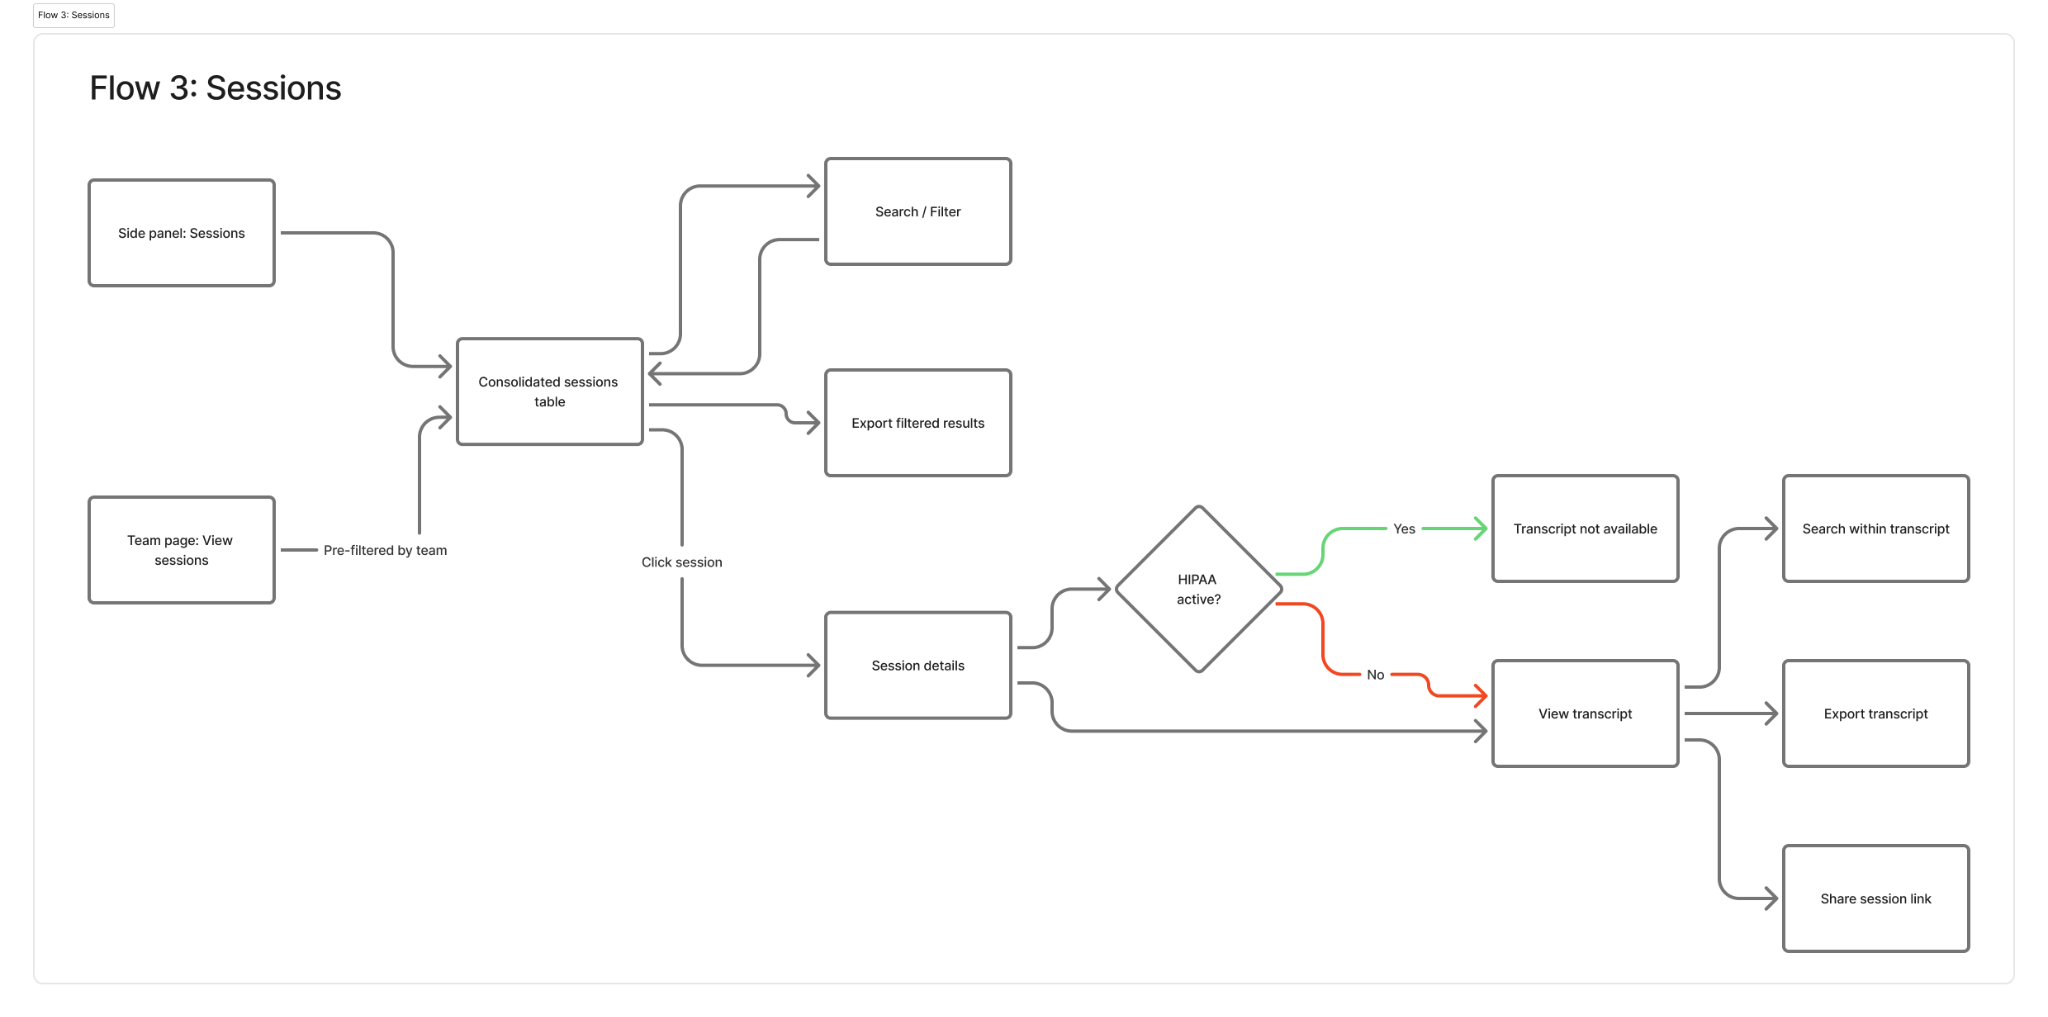 Flow 3: Sessions
Flow 3: Sessions
Side panel: Sessions
Search / Filter
Consolidated sessions
table
Export filtered results
Team page: View
sessions
Pre-filtered by team
Click session
Session details
HIPAA
active?
Yes
No
Transcript not available
View transcript
Search within transcript
Export transcript
Share session link